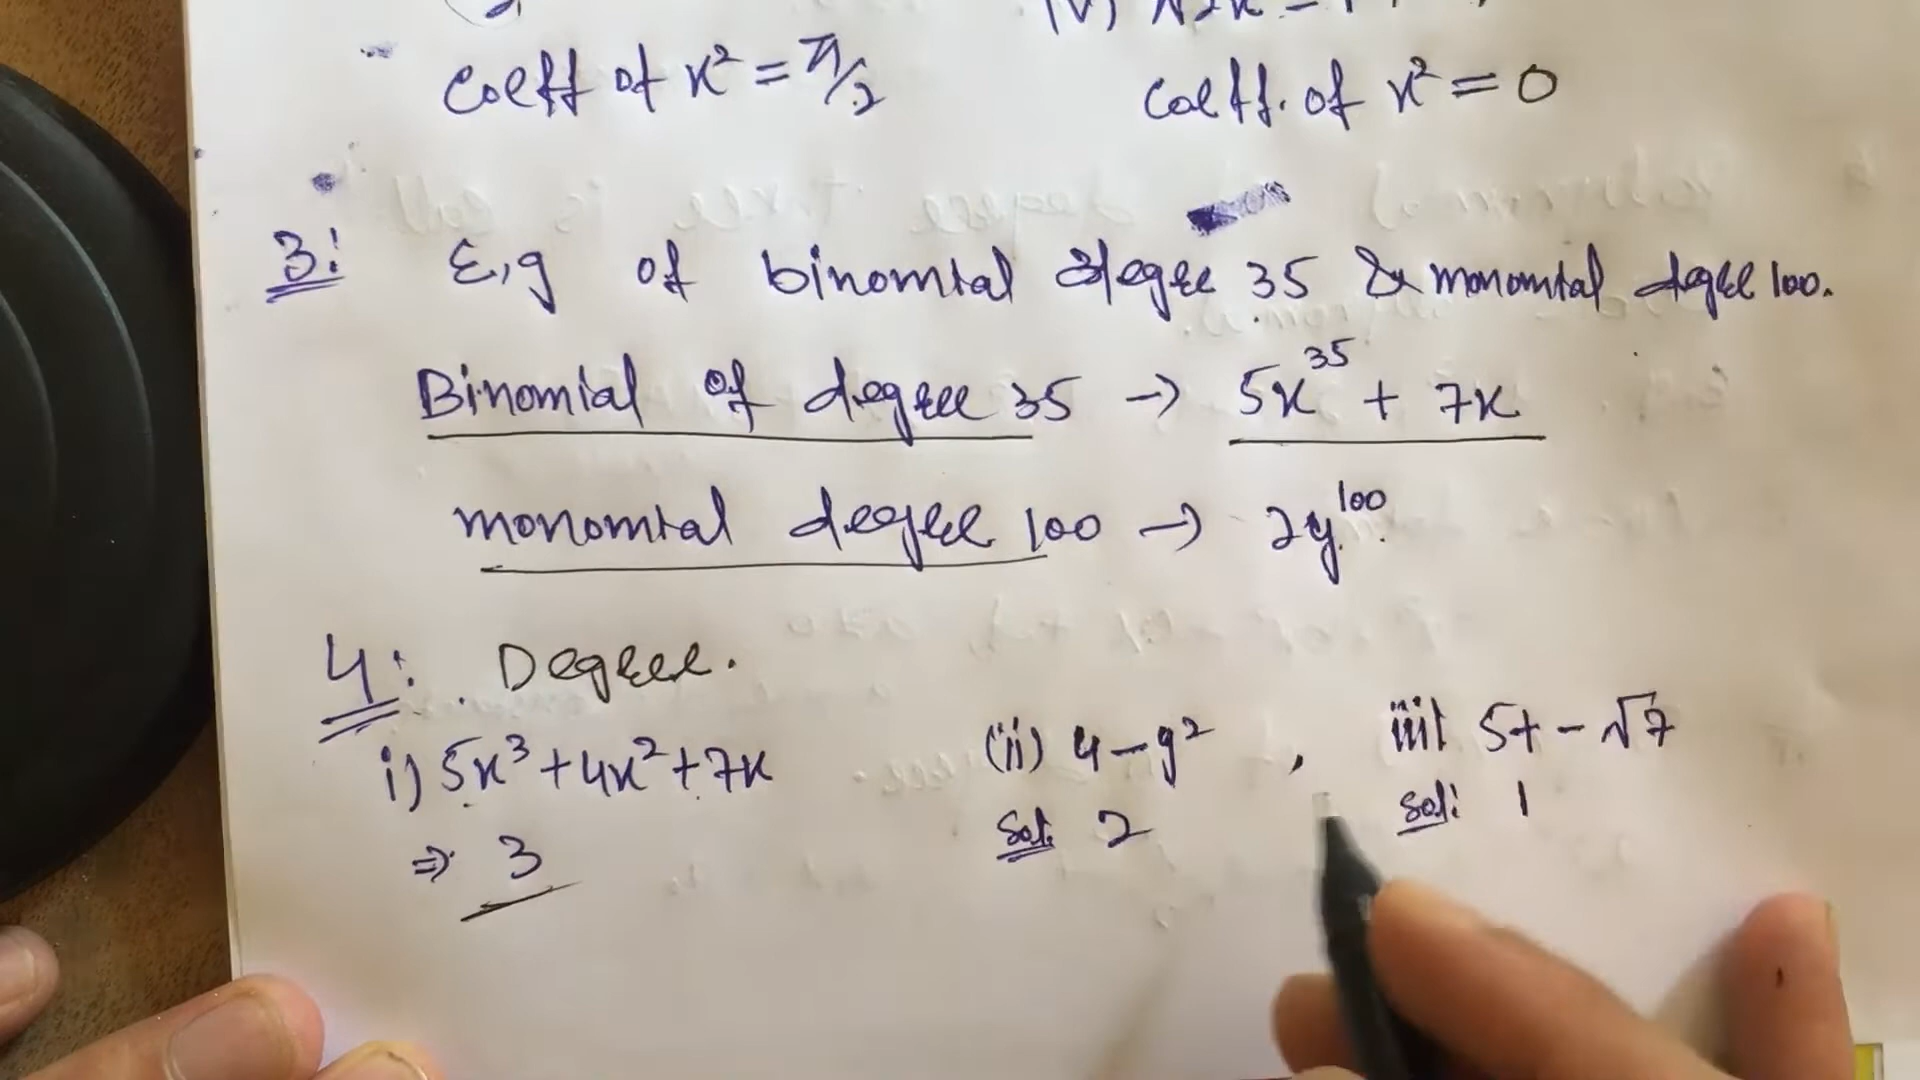 coeff of x² = π/2
coeff. of x² = 0
3: E,g of binomial degree 35 & monomial degree 100.
Binomial of degree 35 → 5x³⁵ + 7x
monomial degree 100 → 2y¹⁰⁰
4: Degree.
i) 5x³ + 4x² + 7x (ii) 4 - y² , iii) 5t - √7
⇒ 3 Sol: 2 Sol: 1